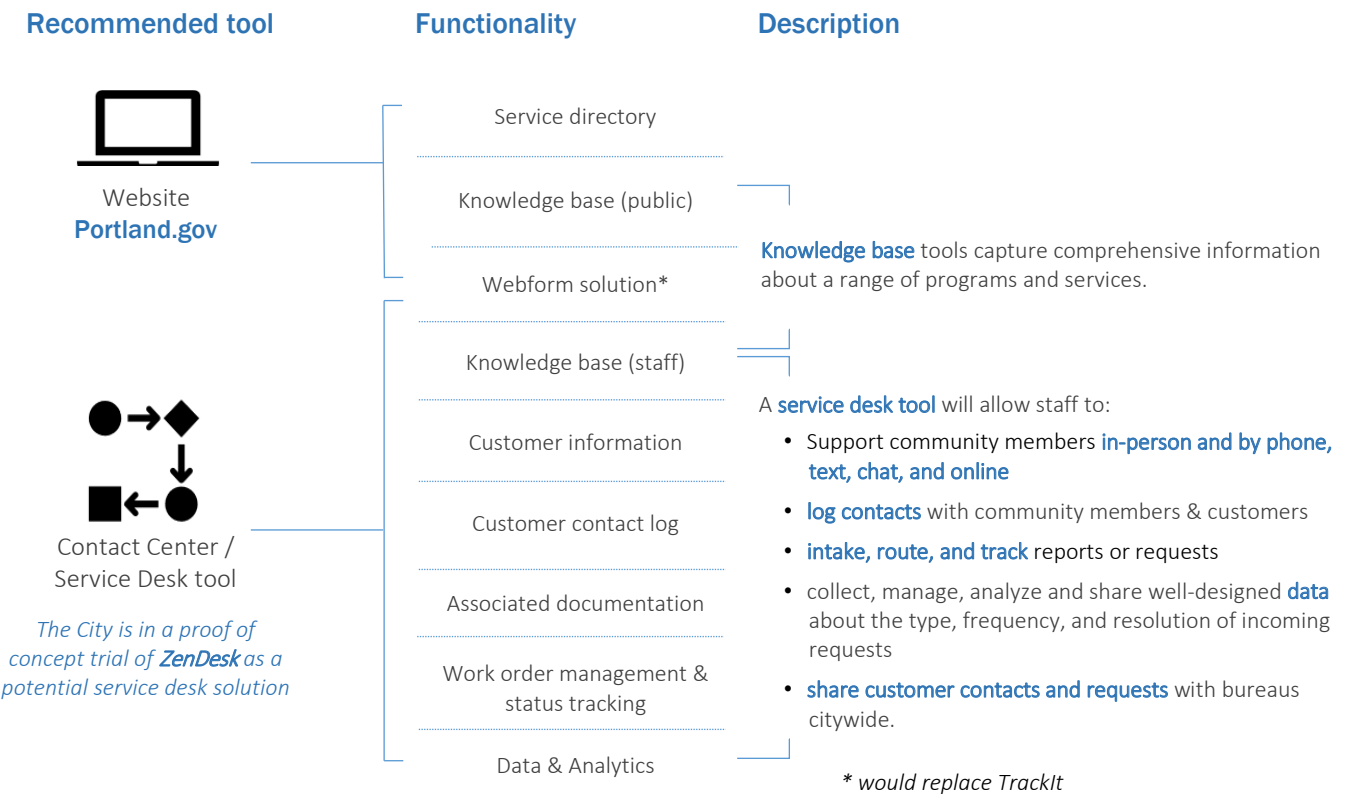 Recommended tool
Functionality
Description
Website
Portland.gov
Contact Center /
Service Desk tool
The City is in a proof of
concept trial of ZenDesk as a
potential service desk solution
Service directory
Knowledge base (public)
Webform solution*
Knowledge base (staff)
Customer information
Customer contact log
Associated documentation
Work order management &
status tracking
Data & Analytics
Knowledge base tools capture comprehensive information
about a range of programs and services.
A service desk tool will allow staff to:
• Support community members in-person and by phone,
text, chat, and online
• log contacts with community members & customers
• intake, route, and track reports or requests
• collect, manage, analyze and share well-designed data
about the type, frequency, and resolution of incoming
requests
• share customer contacts and requests with bureaus
citywide.
* would replace TrackIt